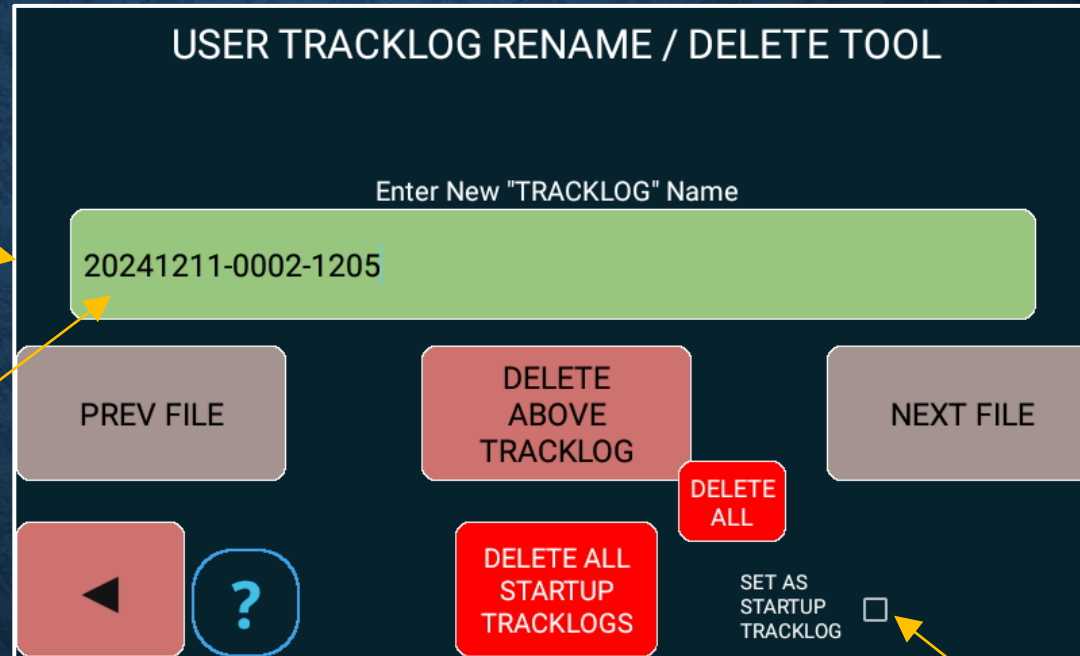 USER TRACKLOG RENAME / DELETE TOOL
Enter New "TRACKLOG" Name
20241211-0002-1205
PREV FILE
DELETE
ABOVE
TRACKLOG
NEXT FILE
DELETE
ALL
?
DELETE ALL
STARTUP
TRACKLOGS
SET AS
STARTUP
TRACKLOG